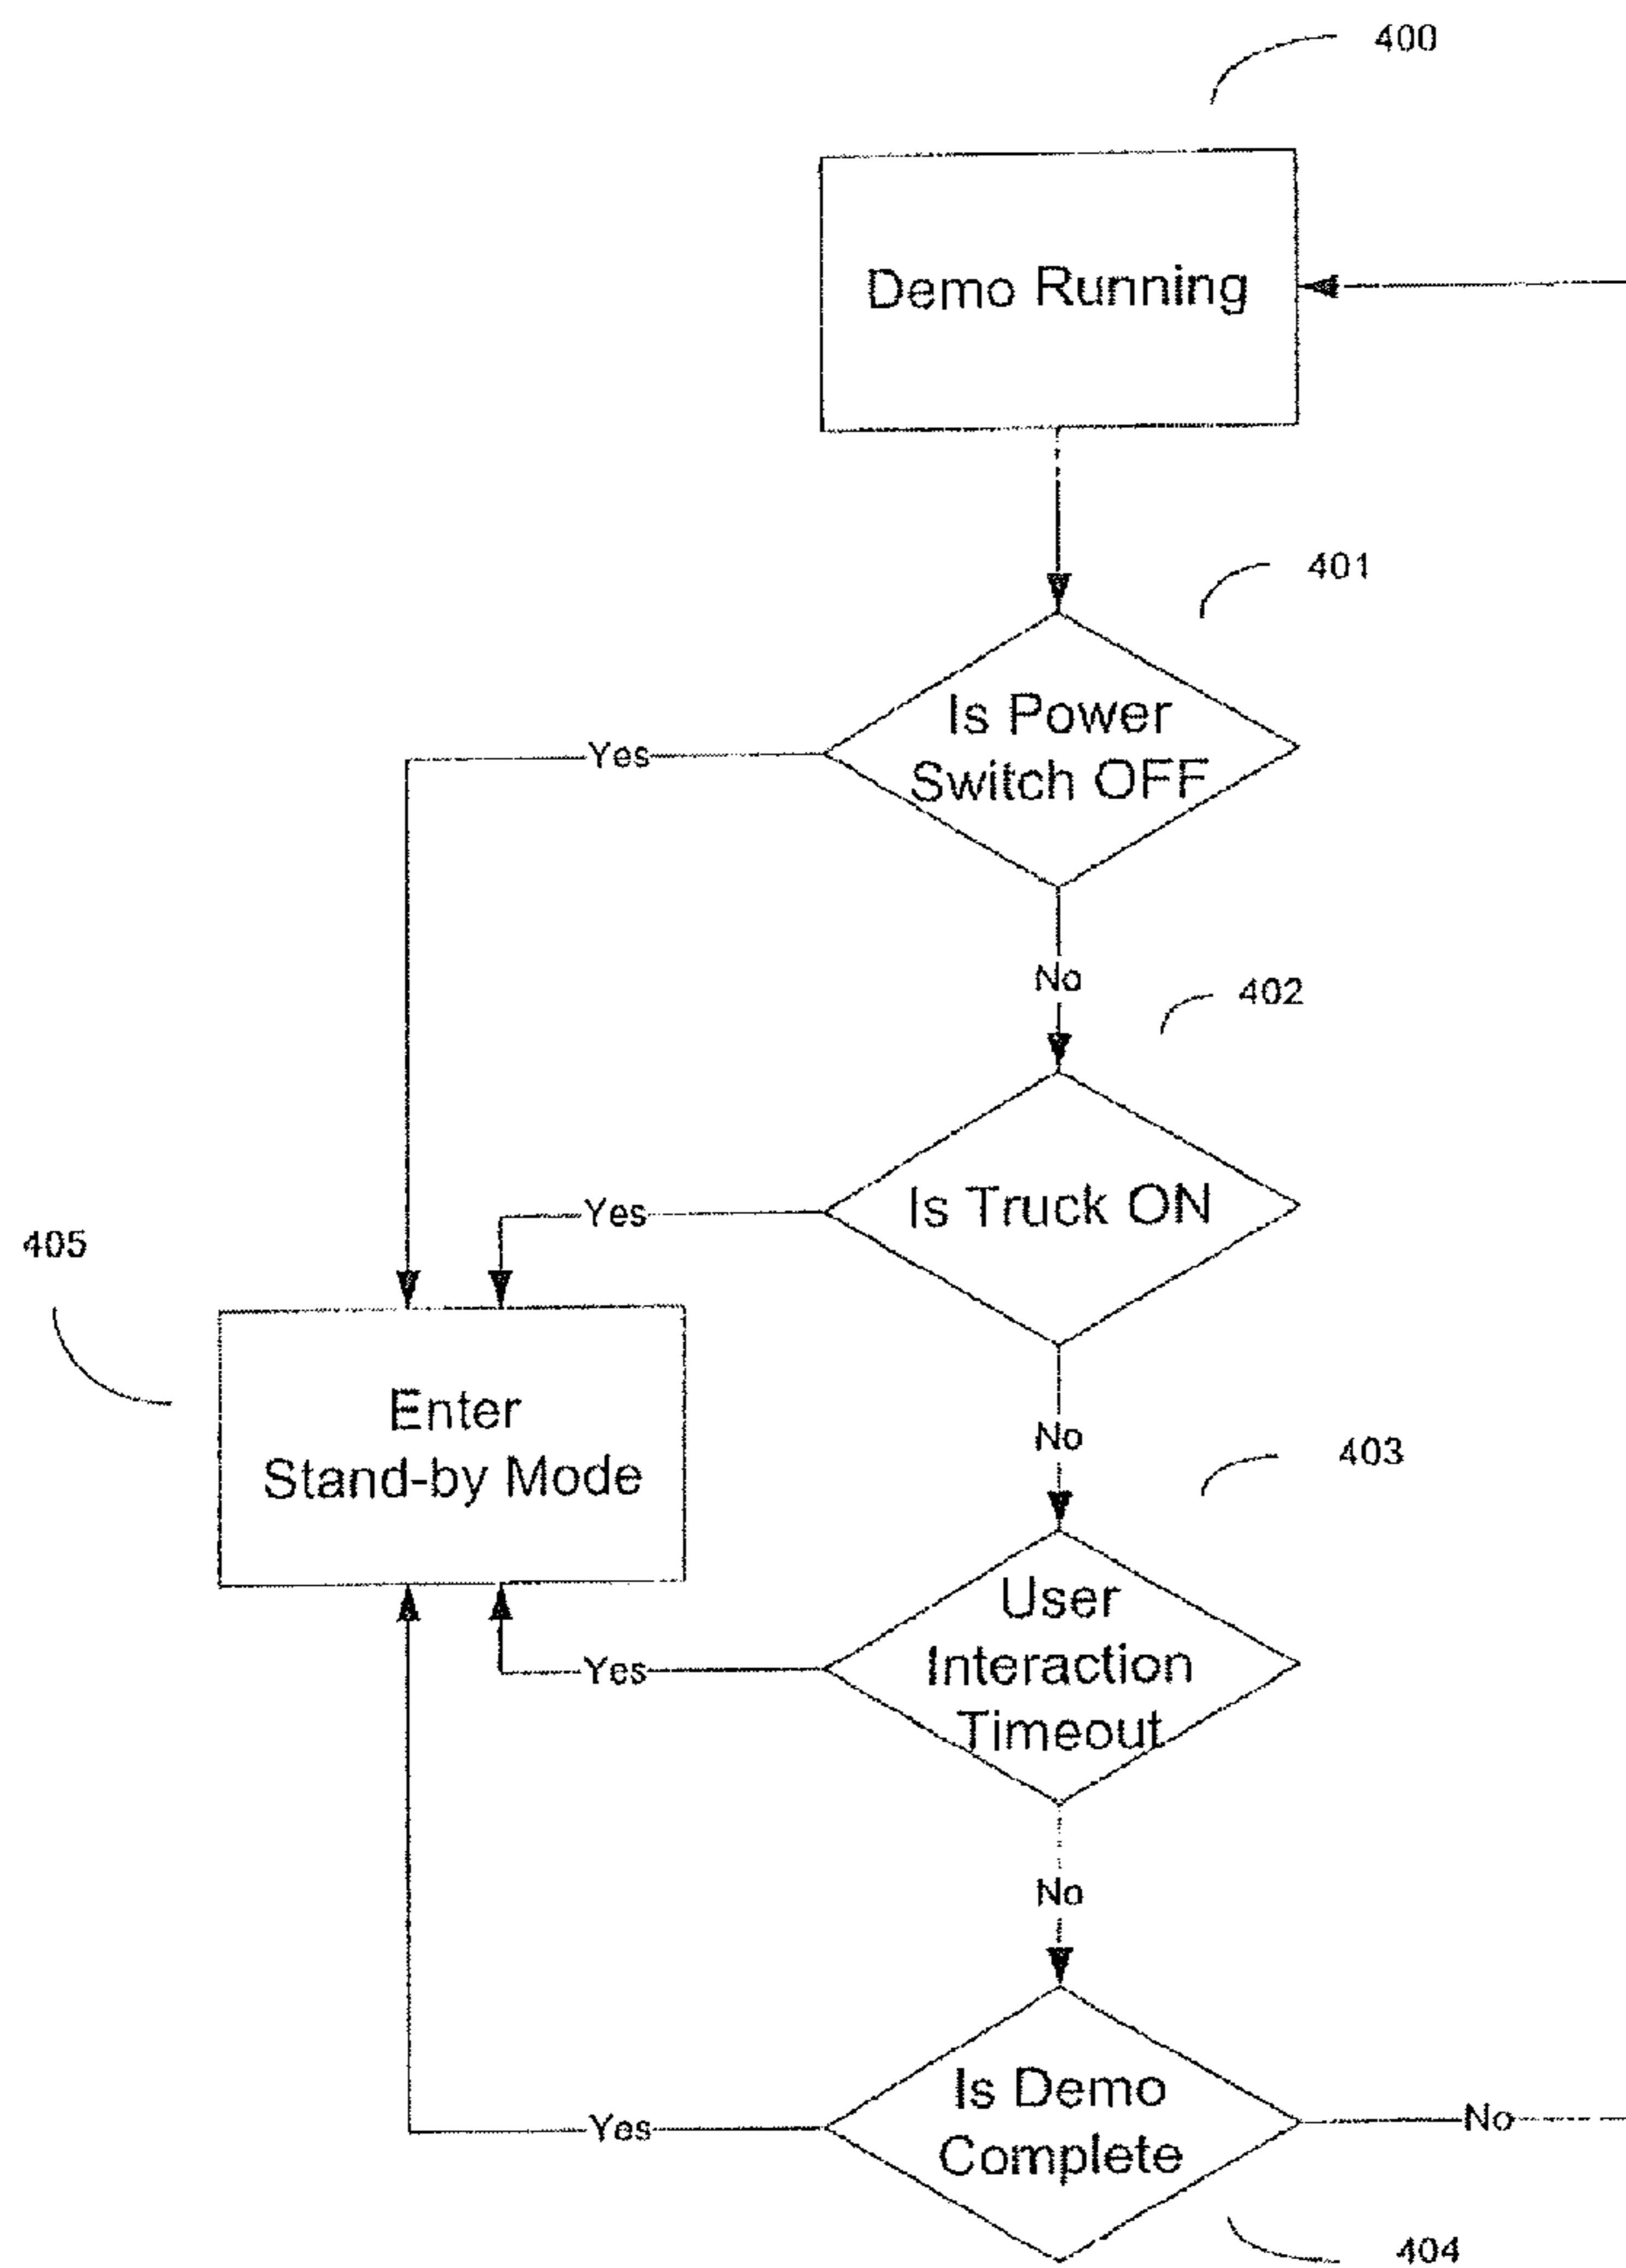 400
Demo Running
401
Is Power
Switch OFF
Yes
No
402
Is Truck ON
Yes
405
Enter
Stand-by Mode
No
403
User
Interaction
Timeout
Yes
No
Is Demo
Complete
Yes
No
404